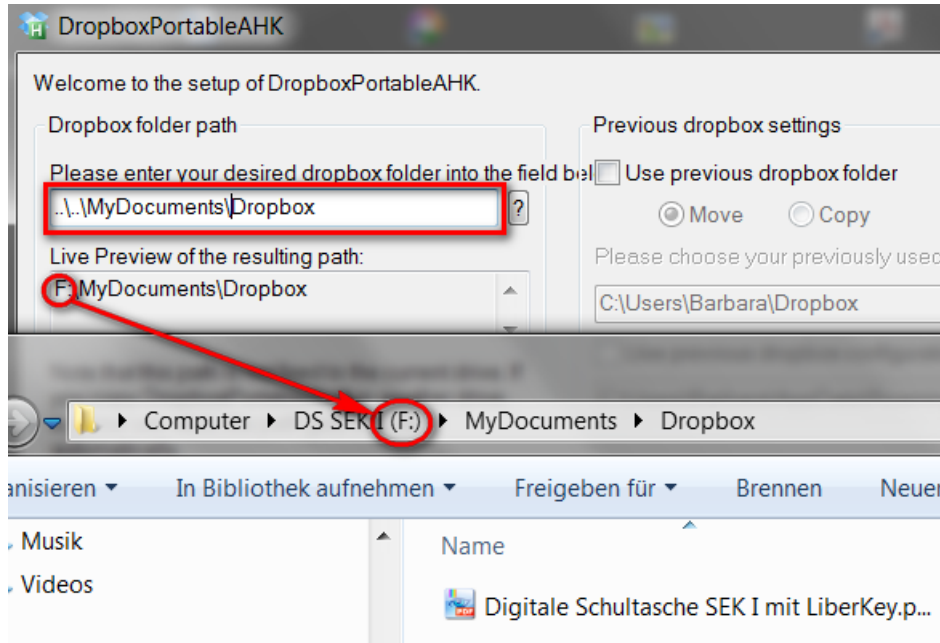 DropboxPortableAHK
Welcome to the setup of DropboxPortableAHK.
Dropbox folder path
Please enter your desired dropbox folder into the field bel
..\..\MyDocuments\Dropbox
?
Live Preview of the resulting path:
F:\MyDocuments\Dropbox
Previous dropbox settings
Use previous dropbox folder
Move Copy
Please choose your previously used
C:\Users\Barbara\Dropbox
Computer DS SEK I (F:) MyDocuments Dropbox
anisieren In Bibliothek aufnehmen Freigeben für Brennen Neuer
Musik
Videos
Name
Digitale Schultasche SEK I mit LiberKey.p...